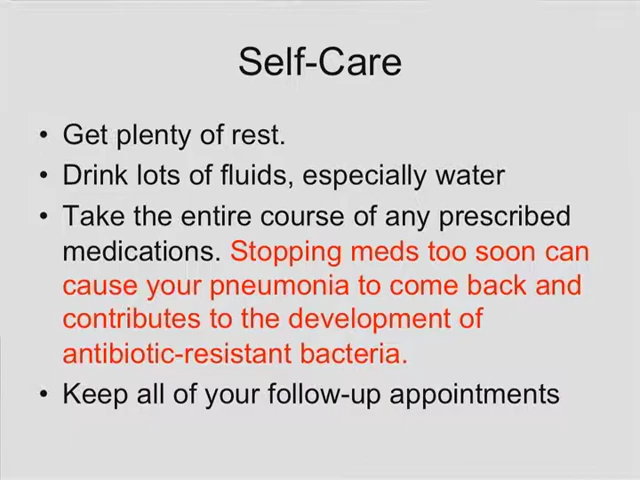 Self-Care
• Get plenty of rest.
• Drink lots of fluids, especially water
• Take the entire course of any prescribed
medications. Stopping meds too soon can
cause your pneumonia to come back and
contributes to the development of
antibiotic-resistant bacteria.
• Keep all of your follow-up appointments